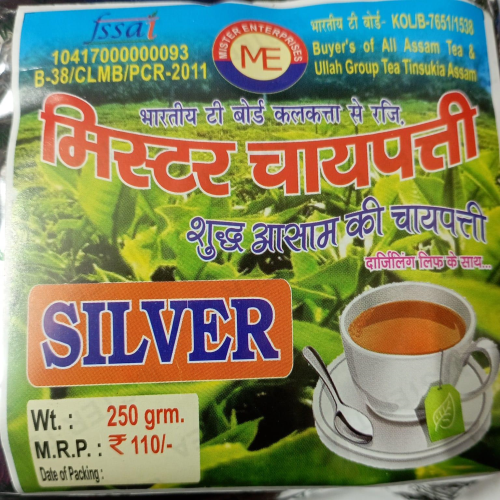 fssai
10417000000093
B-38/CLMB/PCR-2011
MISTER ENTERPRISES
ME
भारतीय टी बोर्ड- KOL/B-7651/1538
Buyer's of All Assam Tea &
Ullah Group Tea Tinsukia Assam
भारतीय टी बोर्ड कलकत्ता से रजि.
मिस्टर चायपत्ती
शुद्ध आसाम की चायपत्ती
दार्जिलिंग लिफ के साथ...
SILVER
Wt. : 250 grm.
M.R.P. : ₹ 110/-
Date of Packing :